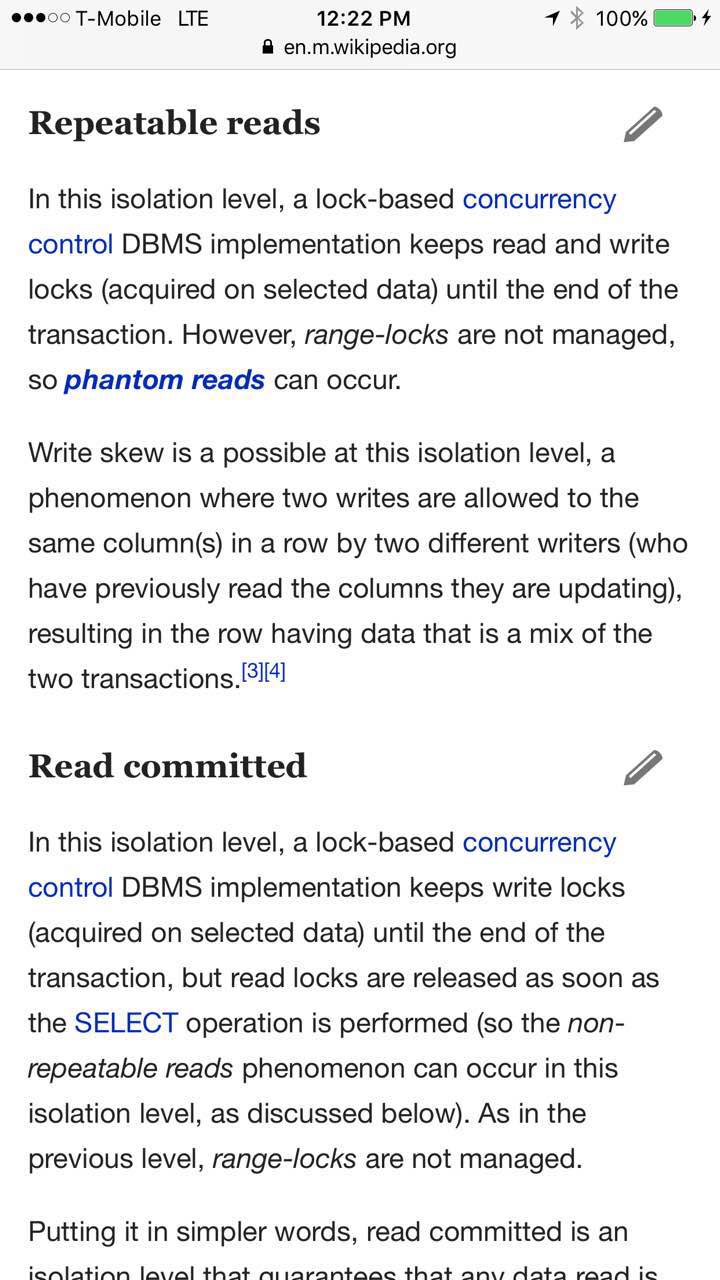 T-Mobile LTE 12:22 PM 100%
en.m.wikipedia.org
Repeatable reads
In this isolation level, a lock-based concurrency
control DBMS implementation keeps read and write
locks (acquired on selected data) until the end of the
transaction. However, range-locks are not managed,
so phantom reads can occur.
Write skew is a possible at this isolation level, a
phenomenon where two writes are allowed to the
same column(s) in a row by two different writers (who
have previously read the columns they are updating),
resulting in the row having data that is a mix of the
two transactions.[3][4]
Read committed
In this isolation level, a lock-based concurrency
control DBMS implementation keeps write locks
(acquired on selected data) until the end of the
transaction, but read locks are released as soon as
the SELECT operation is performed (so the non-
repeatable reads phenomenon can occur in this
isolation level, as discussed below). As in the
previous level, range-locks are not managed.
Putting it in simpler words, read committed is an
isolation level that guarantees that any data read is